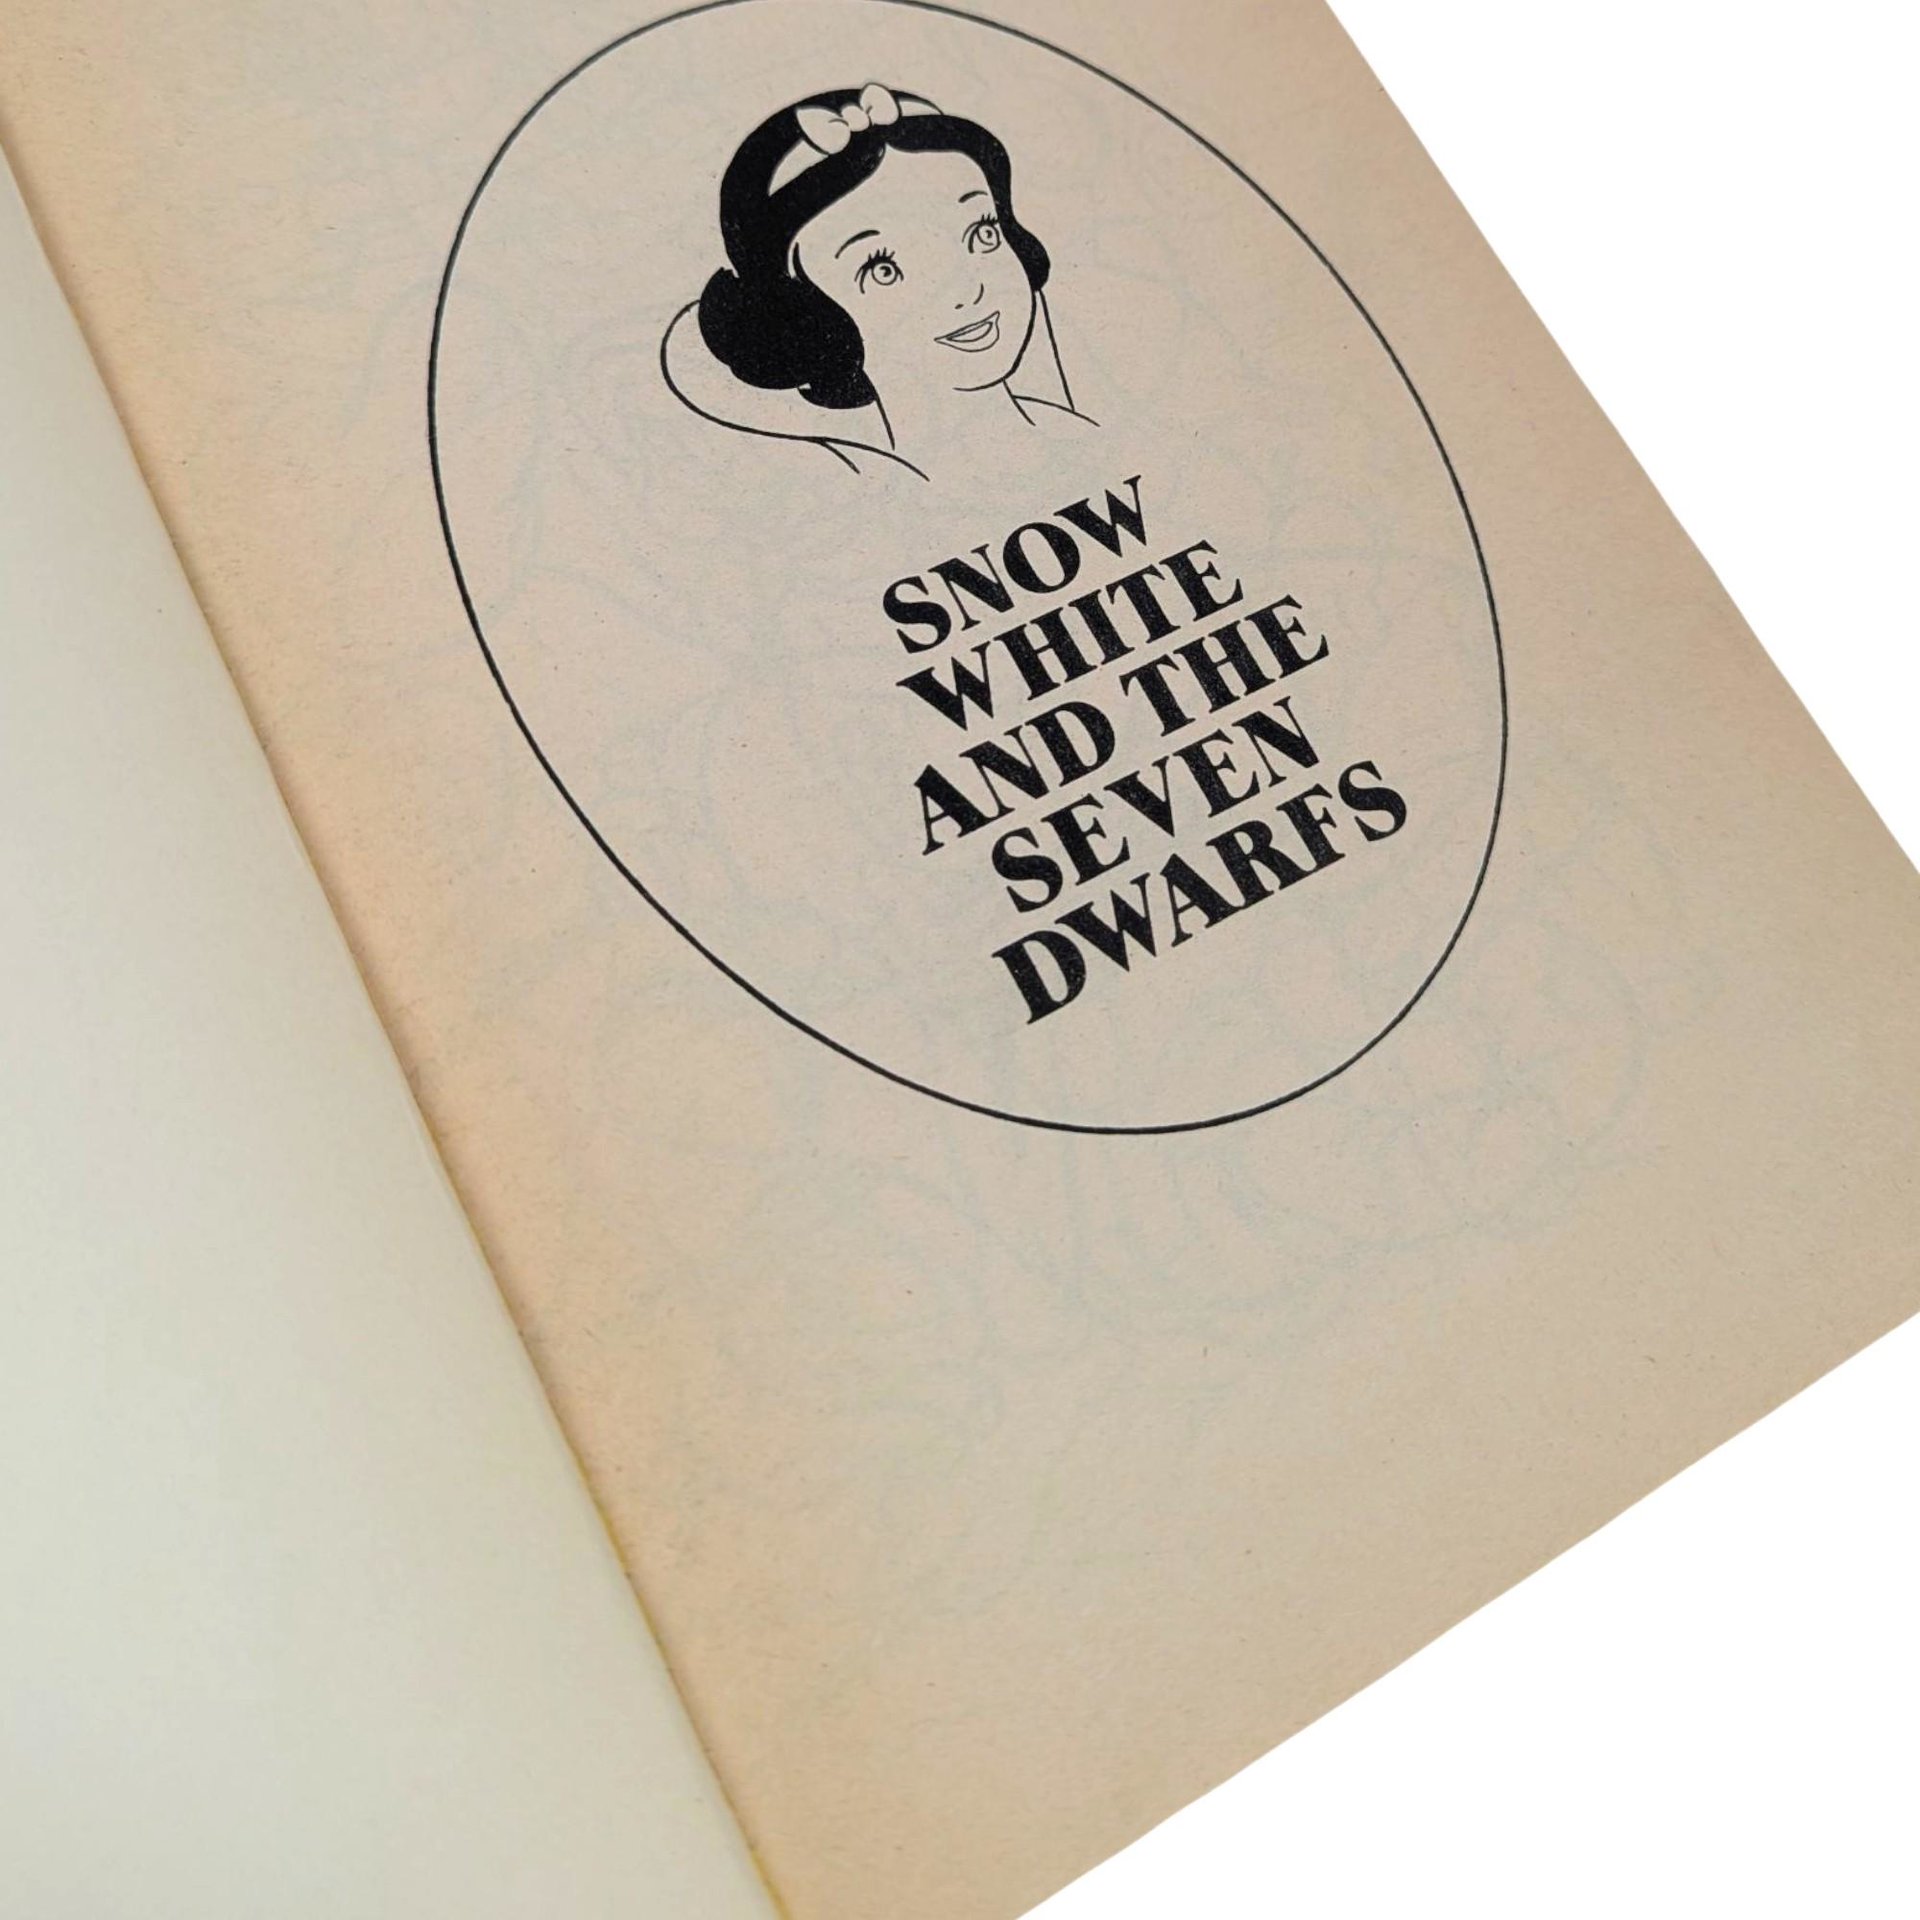 SNOW
WHITE
AND THE
SEVEN
DWARFS